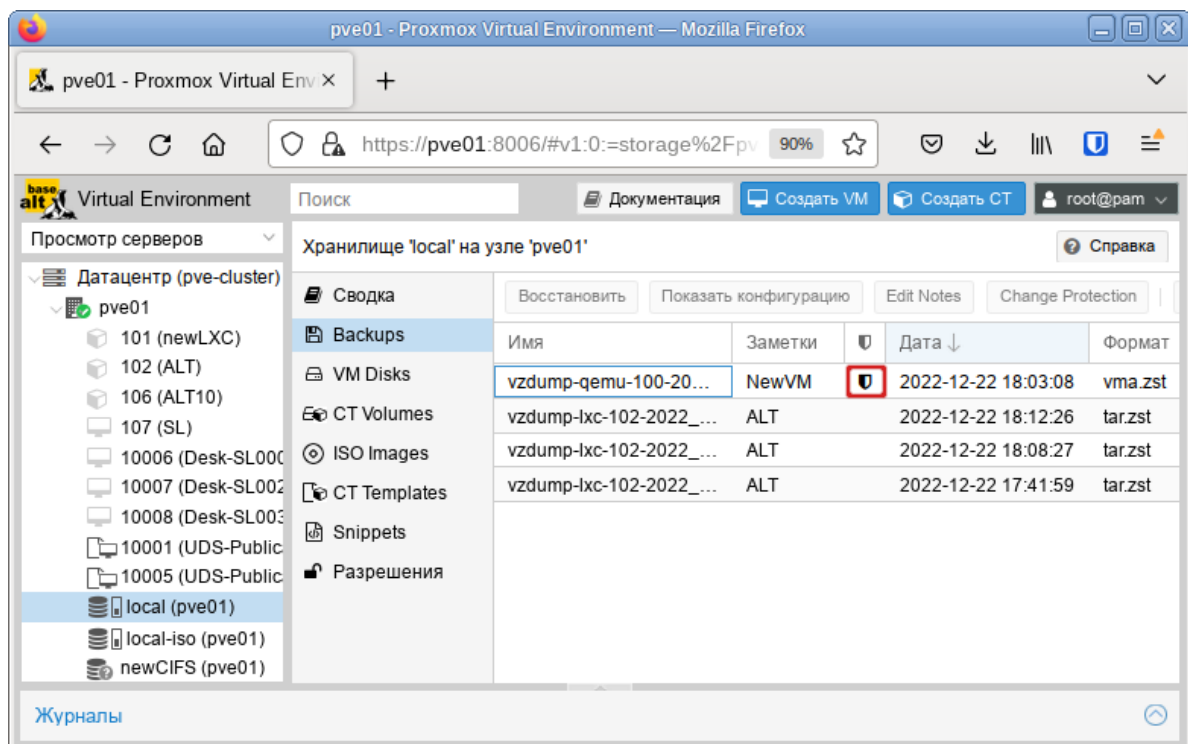 pve01 - Proxmox Virtual Environment — Mozilla Firefox
pve01 - Proxmox Virtual Env
https://pve01:8006/#v1:0:=storage%2Fpv 90%
base alt Virtual Environment Поиск Документация Создать VM Создать CT root@pam
Просмотр серверов
Хранилище 'local' на узле 'pve01' Справка
Датацентр (pve-cluster)
pve01
101 (newLXC)
102 (ALT)
106 (ALT10)
107 (SL)
10006 (Desk-SL000
10007 (Desk-SL002
10008 (Desk-SL003
10001 (UDS-Public
10005 (UDS-Public
local (pve01)
local-iso (pve01)
newCIFS (pve01)
Сводка
Backups
VM Disks
CT Volumes
ISO Images
CT Templates
Snippets
Разрешения
Восстановить Показать конфигурацию Edit Notes Change Protection
Имя Заметки Дата Формат
vzdump-qemu-100-20... NewVM 2022-12-22 18:03:08 vma.zst
vzdump-lxc-102-2022_... ALT 2022-12-22 18:12:26 tar.zst
vzdump-lxc-102-2022_... ALT 2022-12-22 18:08:27 tar.zst
vzdump-lxc-102-2022_... ALT 2022-12-22 17:41:59 tar.zst
Журналы